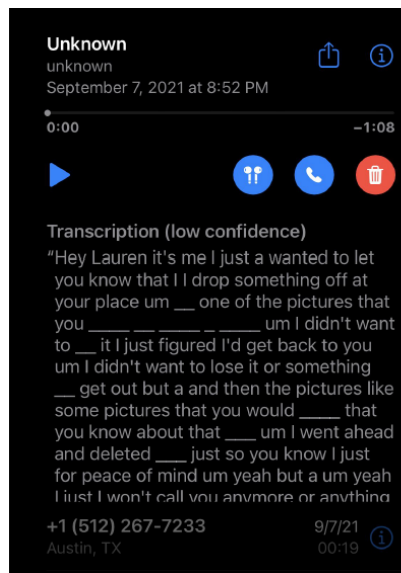 Unknown
unknown
September 7, 2021 at 8:52 PM
0:00 −1:08
Transcription (low confidence)
“Hey Lauren it's me I just a wanted to let
you know that I I drop something off at
your place um __ one of the pictures that
you ____ __ ____ _ ____ um I didn't want
to __ it I just figured I'd get back to you
um I didn't want to lose it or something
__ get out but a and then the pictures like
some pictures that you would ____ that
you know about that ___ um I went ahead
and deleted ___ just so you know I just
for peace of mind um yeah but a um yeah
I just I won't call you anymore or anything
+1 (512) 267-7233 9/7/21
Austin, TX 00:19